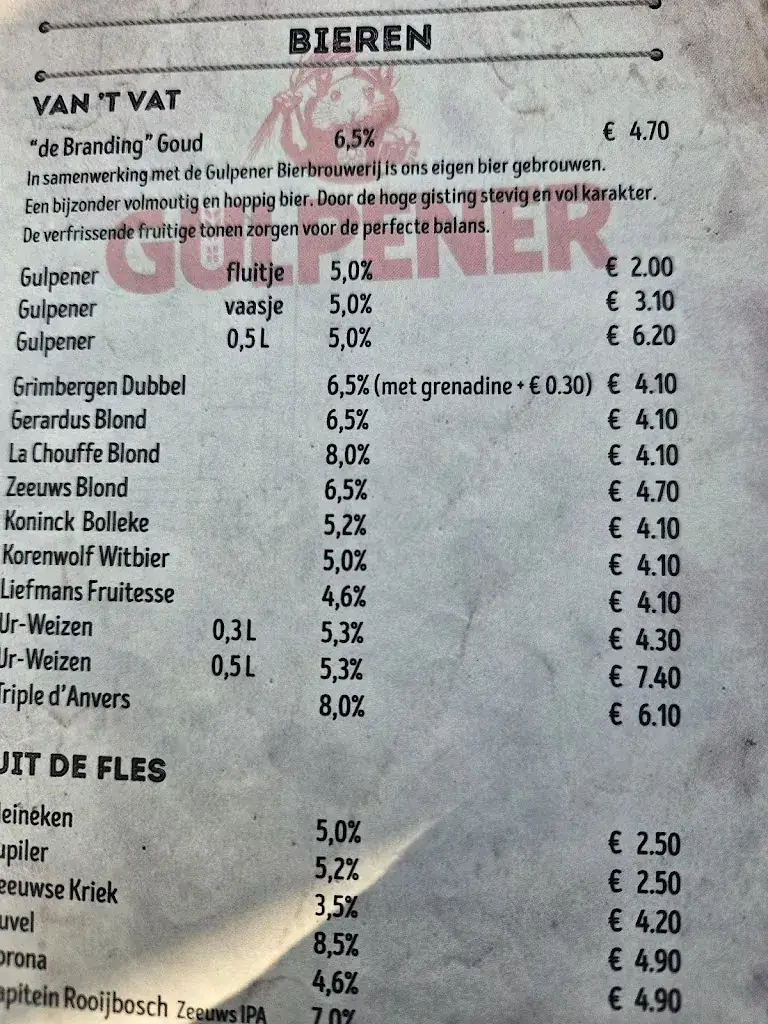 BIEREN
VAN 'T VAT
"de Branding" Goud 6,5% € 4.70
In samenwerking met de Gulpener Bierbrouwerij is ons eigen bier gebrouwen.
Een bijzonder volmoutig en hoppig bier. Door de hoge gisting stevig en vol karakter.
De verfrissende fruitige tonen zorgen voor de perfecte balans.
GULPENER
Gulpener fluitje 5,0% € 2.00
Gulpener vaasje 5,0% € 3.10
Gulpener 0,5 L 5,0% € 6.20
Grimbergen Dubbel 6,5% (met grenadine + € 0.30) € 4.10
Gerardus Blond 6,5% € 4.10
La Chouffe Blond 8,0% € 4.10
Zeeuws Blond 6,5% € 4.70
Koninck Bolleke 5,2% € 4.10
Korenwolf Witbier 5,0% € 4.10
Liefmans Fruitesse 4,6% € 4.10
Ur-Weizen 0,3 L 5,3% € 4.30
Ur-Weizen 0,5 L 5,3% € 7.40
Triple d'Anvers 8,0% € 6.10
UIT DE FLES
eineken 5,0% € 2.50
upiler 5,2% € 2.50
eeuwse Kriek 3,5% € 4.20
uvel 8,5% € 4.90
orona 4,6% € 4.90
apitein Rooijbosch Zeeuws IPA 7,0%